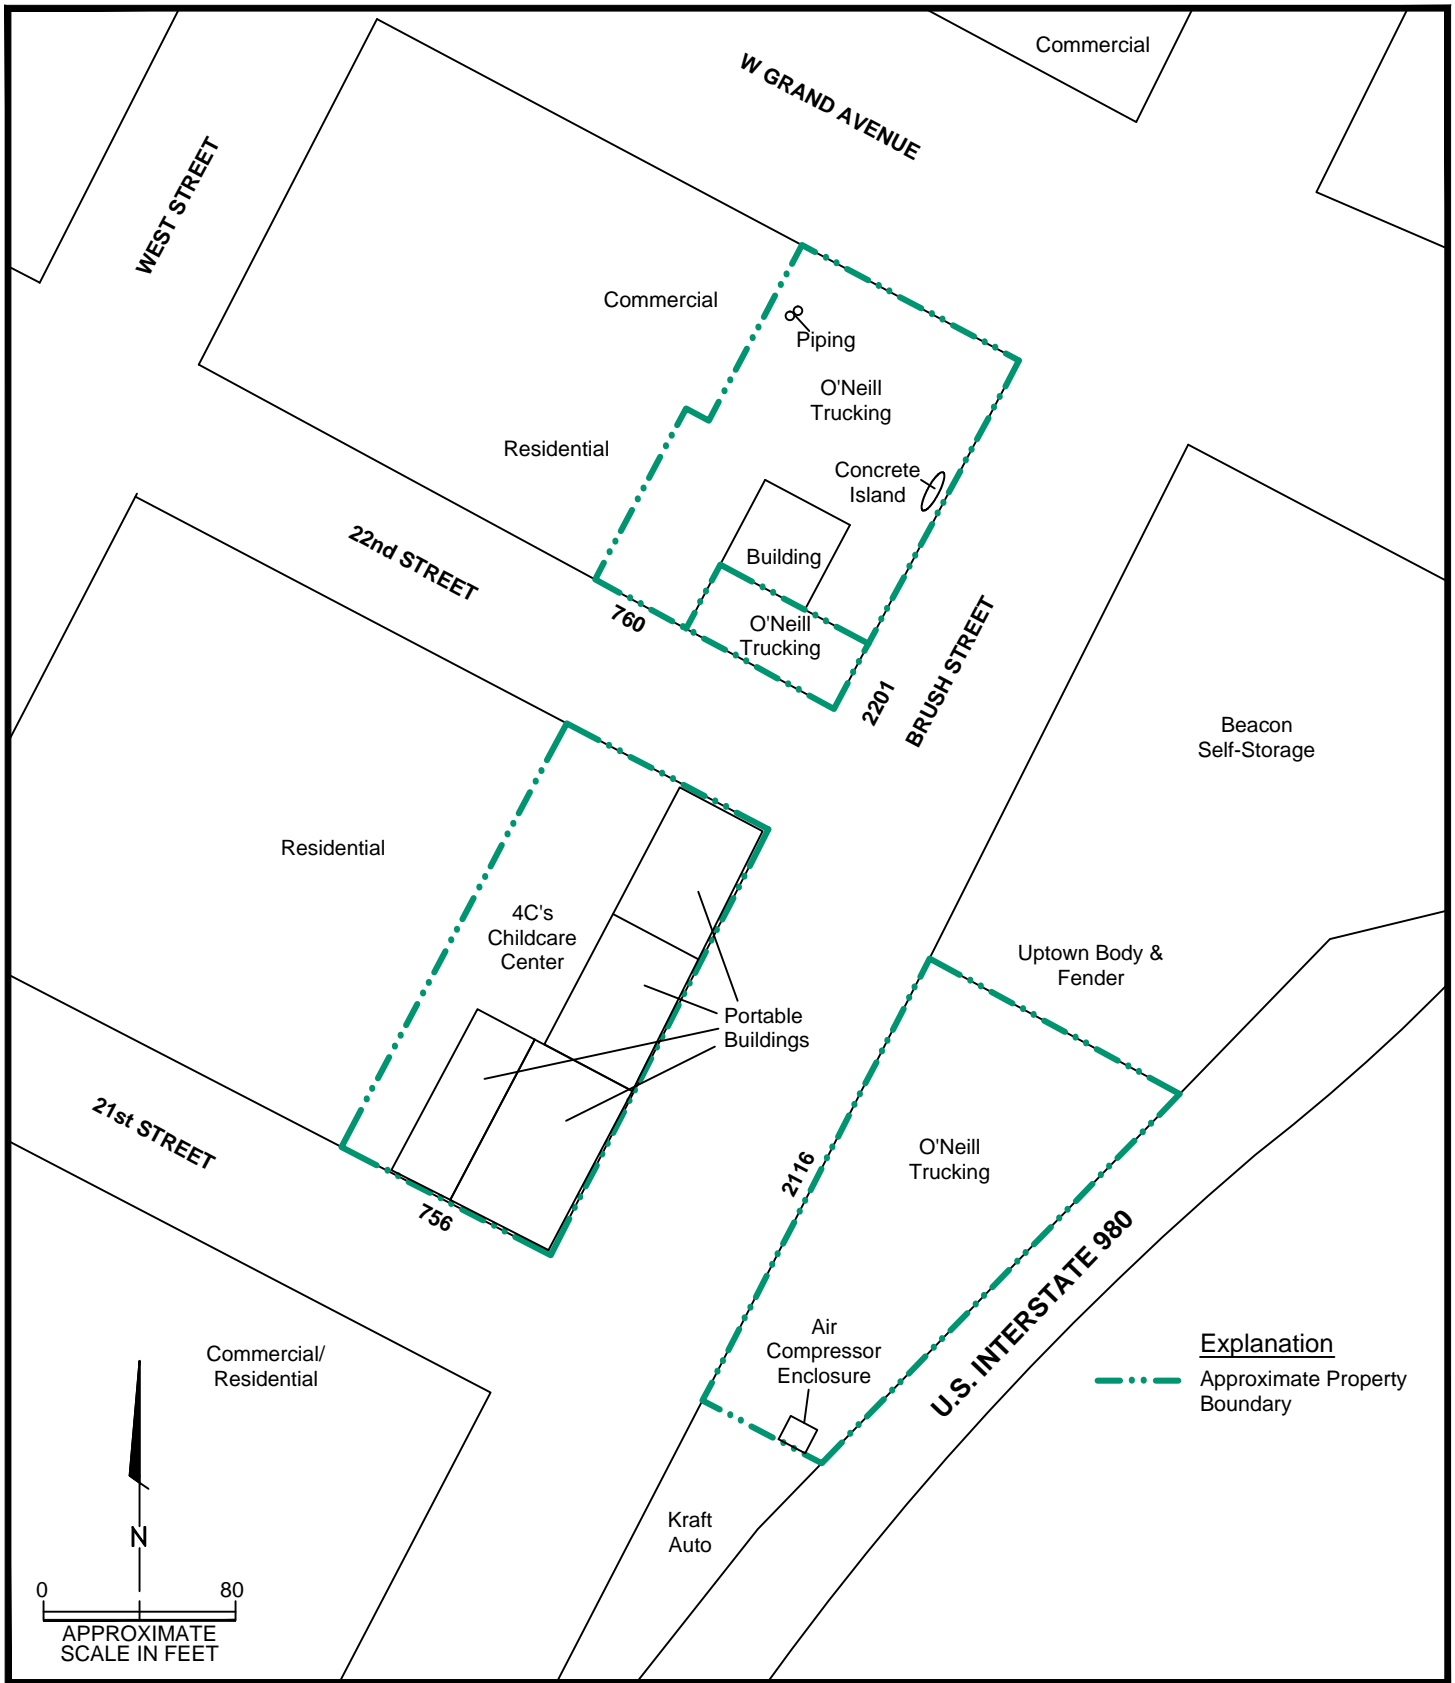 Commercial
W GRAND AVENUE
WEST STREET
Commercial
Piping
O'Neill
Trucking
Residential
Concrete
Island
22nd STREET
Building
760
O'Neill
Trucking
2201
BRUSH STREET
Beacon
Self-Storage
Residential
4C's
Childcare
Center
Uptown Body &
Fender
Portable
Buildings
21st STREET
2116
O'Neill
Trucking
756
U.S. INTERSTATE 980
Air
Compressor
Enclosure
Commercial/
Residential
Explanation
Approximate Property
Boundary
Kraft
Auto
N
0 80
APPROXIMATE
SCALE IN FEET